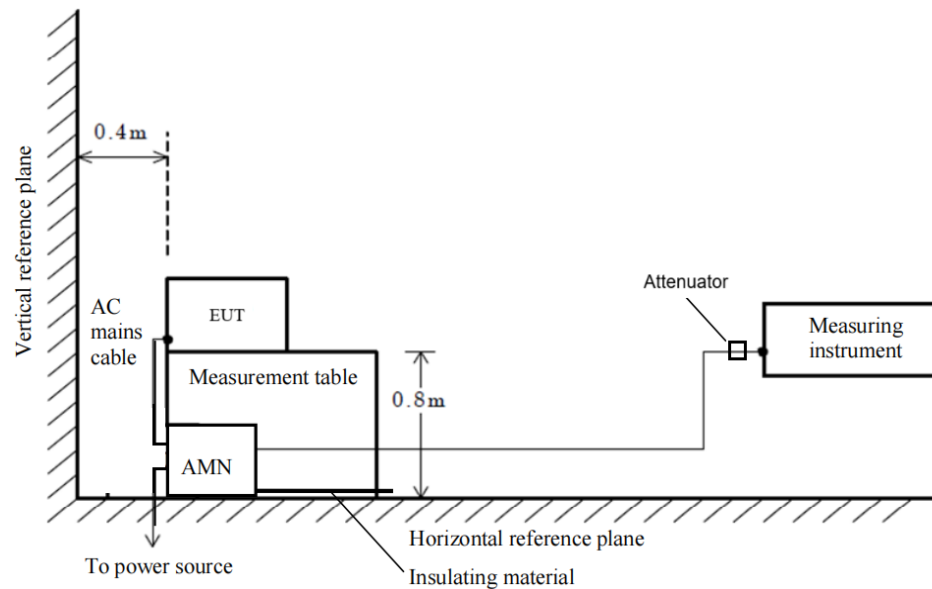 Vertical reference plane
0.4m
AC
mains
cable
EUT
Measurement table
0.8m
AMN
Attenuator
Measuring
instrument
Horizontal reference plane
To power source
Insulating material